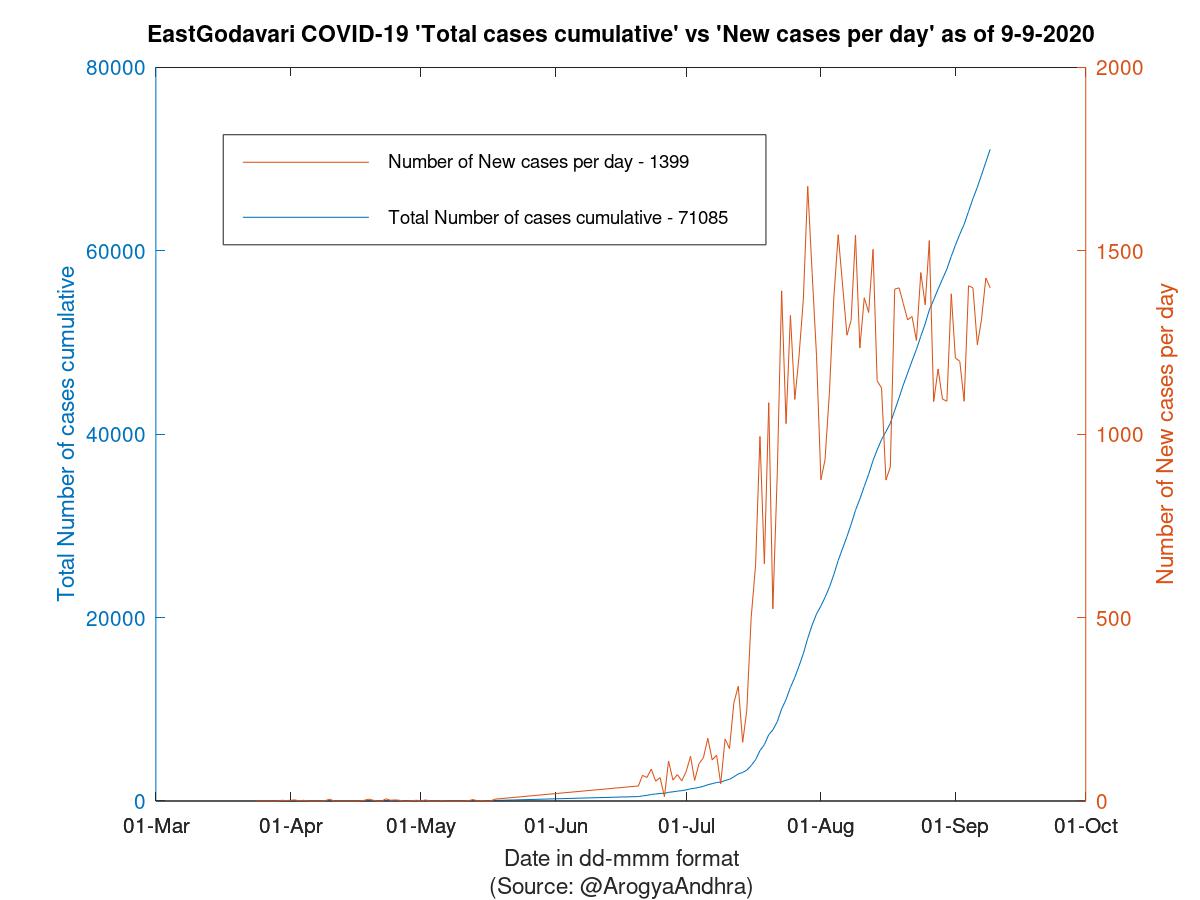 EastGodavari COVID-19 'Total cases cumulative' vs 'New cases per day' as of 9-9-2020
Number of New cases per day - 1399
Total Number of cases cumulative - 71085
Total Number of cases cumulative
80000
60000
40000
20000
0
Number of New cases per day
2000
1500
1000
500
0
01-Mar 01-Apr 01-May 01-Jun 01-Jul 01-Aug 01-Sep 01-Oct
Date in dd-mmm format
(Source: @ArogyaAndhra)